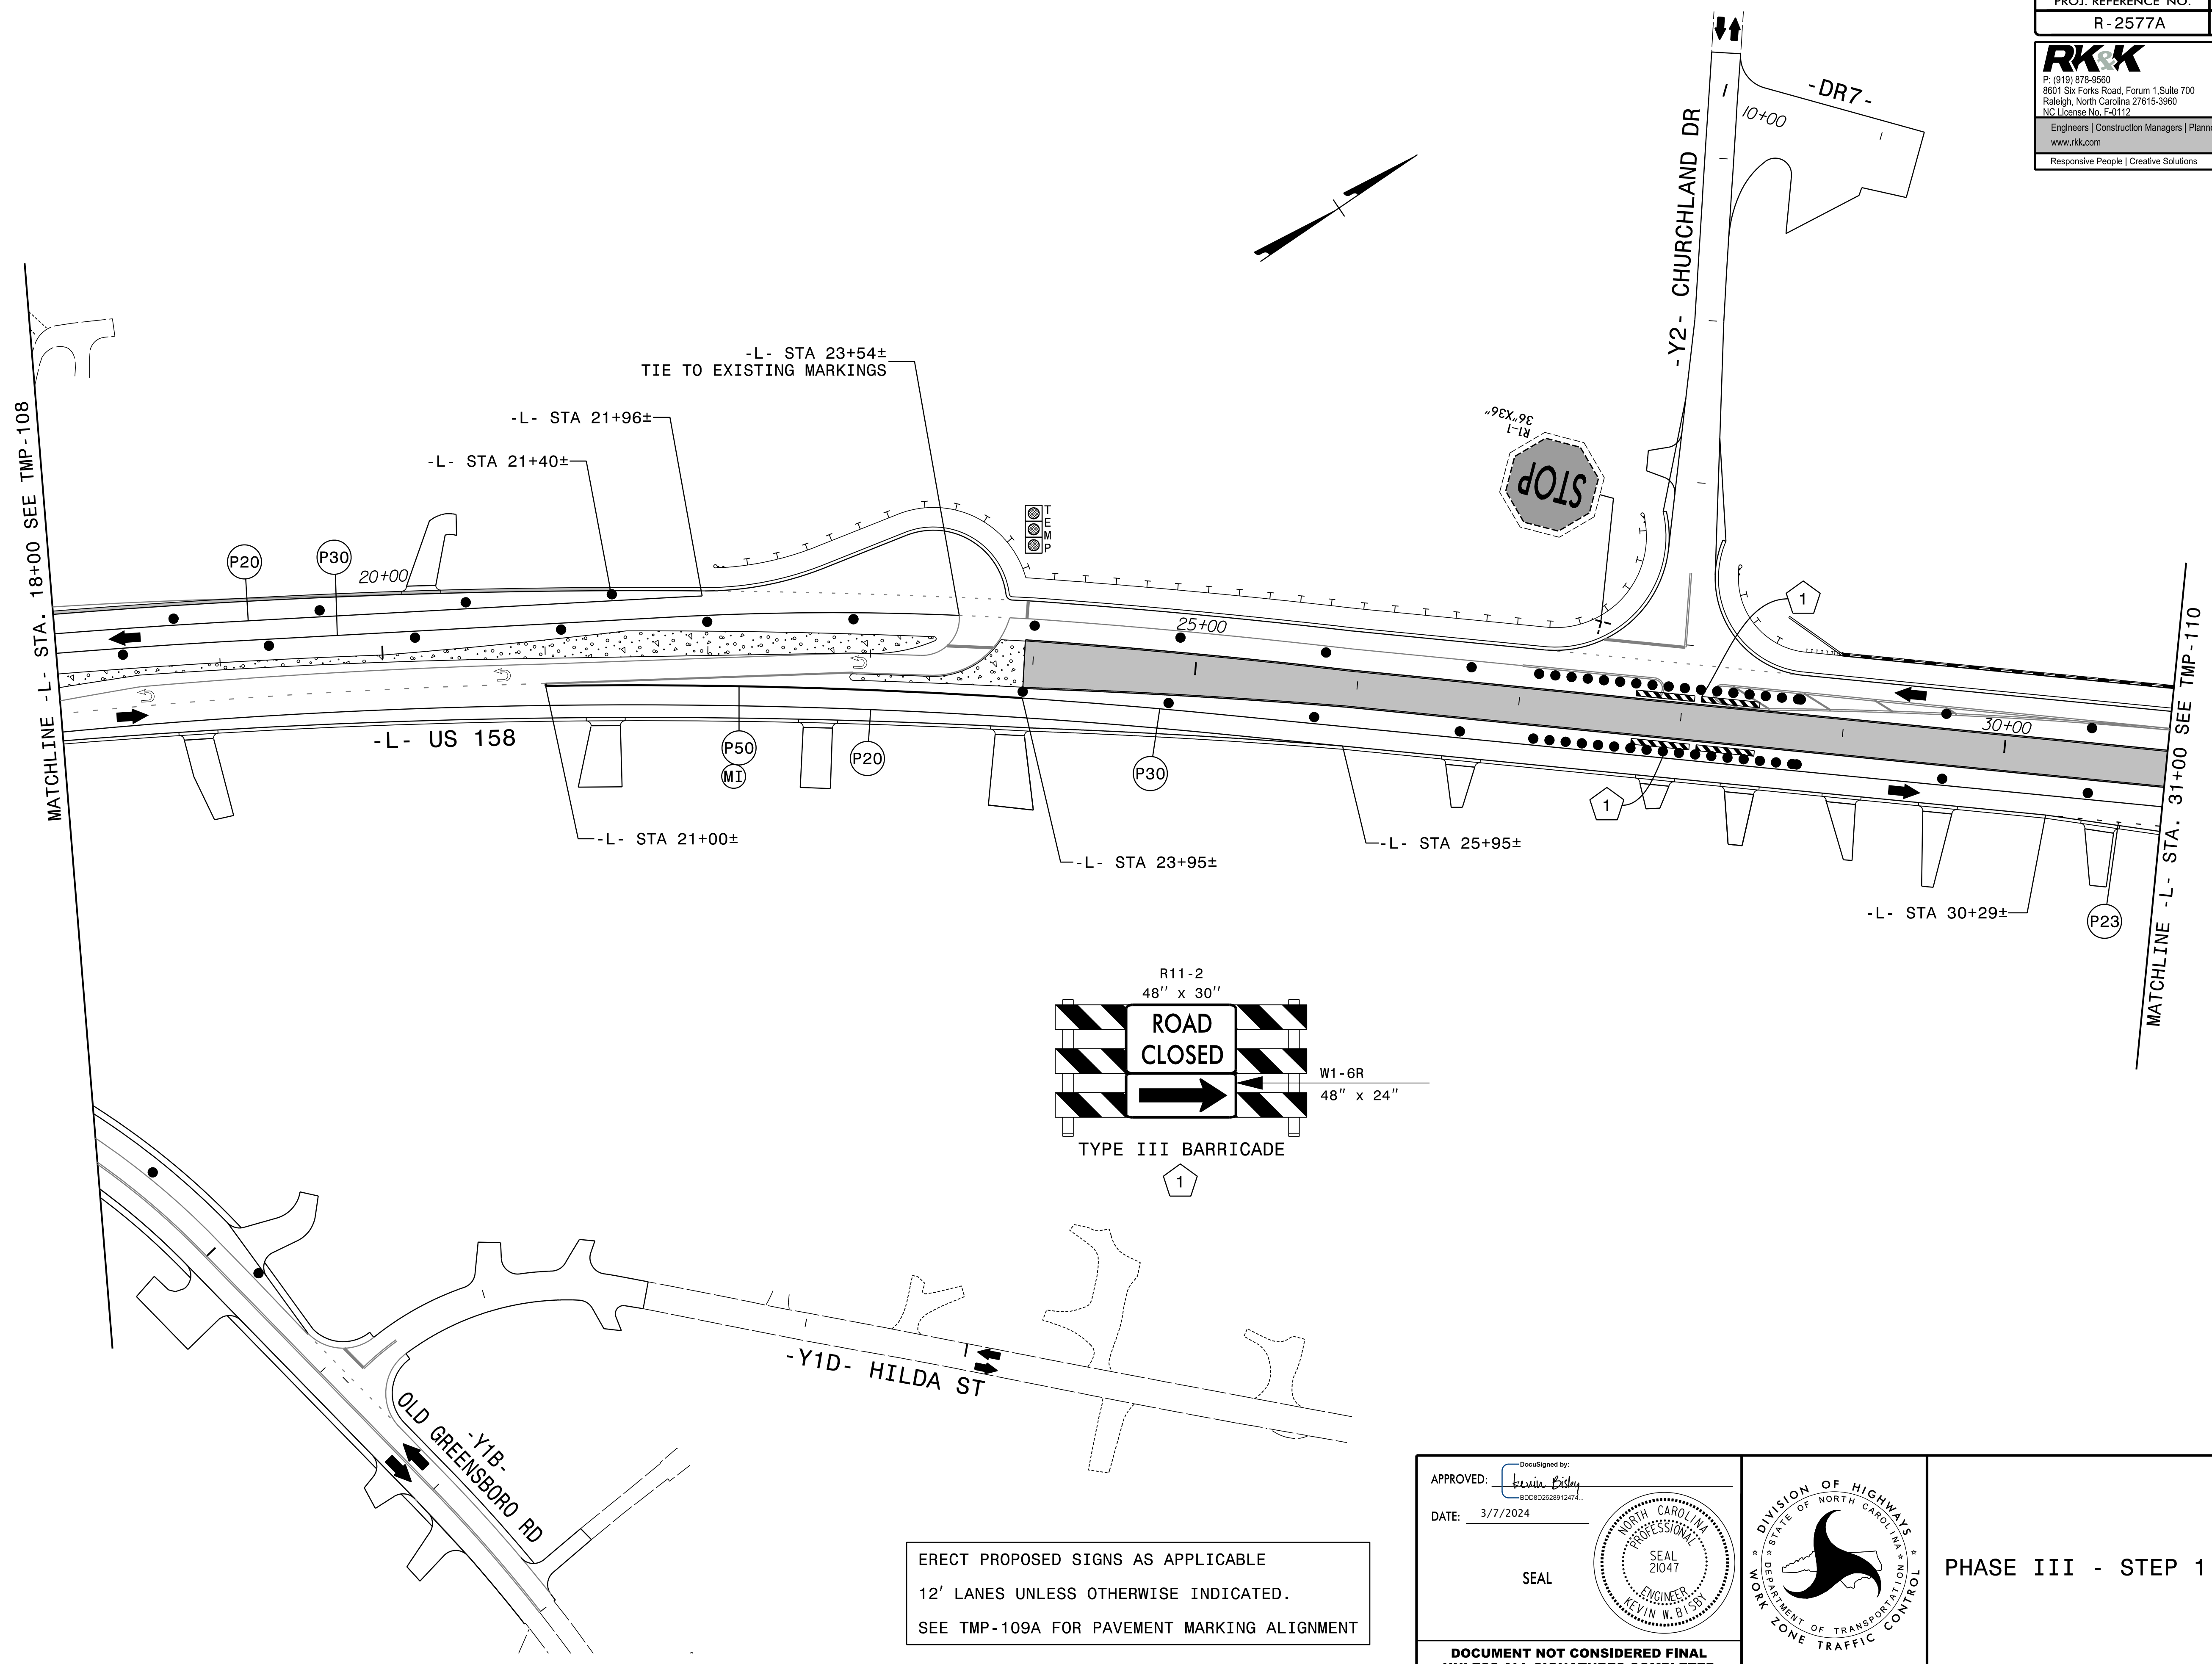 PROJ. REFERENCE NO.
R-2577A
RK&K
P: (919) 878-9560
8601 Six Forks Road, Forum 1,Suite 700
Raleigh, North Carolina 27615-3960
NC License No. F-0112
Engineers | Construction Managers |
www.rkk.com
Responsive People | Creative Solutions
-DR7-
10+00
-Y2- CHURCHLAND DR
-L- STA 23+54±
TIE TO EXISTING MARKINGS
-L- STA 21+96±
-L- STA 21+40±
R1-1
36"X36"
STOP
MATCHLINE -L- STA. 18+00 SEE TMP-108
P20
P30
20+00
TEMP
25+00
1
30+00
MATCHLINE -L- STA. 31+00 SEE TMP-110
-L- US 158
P50
MI
P20
P30
1
-L- STA 21+00±
-L- STA 23+95±
-L- STA 25+95±
-L- STA 30+29±
P23
R11-2
48" x 30"
ROAD
CLOSED
W1-6R
48" x 24"
TYPE III BARRICADE
1
-Y1D- HILDA ST
-Y1B-
OLD GREENSBORO RD
ERECT PROPOSED SIGNS AS APPLICABLE
12' LANES UNLESS OTHERWISE INDICATED.
SEE TMP-109A FOR PAVEMENT MARKING ALIGNMENT
APPROVED:
DocuSigned by:
Kevin Bisby
BDD8D2628912474...
DATE: 3/7/2024
SEAL
NORTH CAROLINA
PROFESSIONAL
SEAL
21047
ENGINEER
KEVIN W. BISBY
DOCUMENT NOT CONSIDERED FINAL
UNLESS ALL SIGNATURES COMPLETED
DIVISION OF HIGHWAYS
STATE OF NORTH CAROLINA
DEPARTMENT OF TRANSPORTATION
WORK ZONE TRAFFIC CONTROL
PHASE III - STEP 1